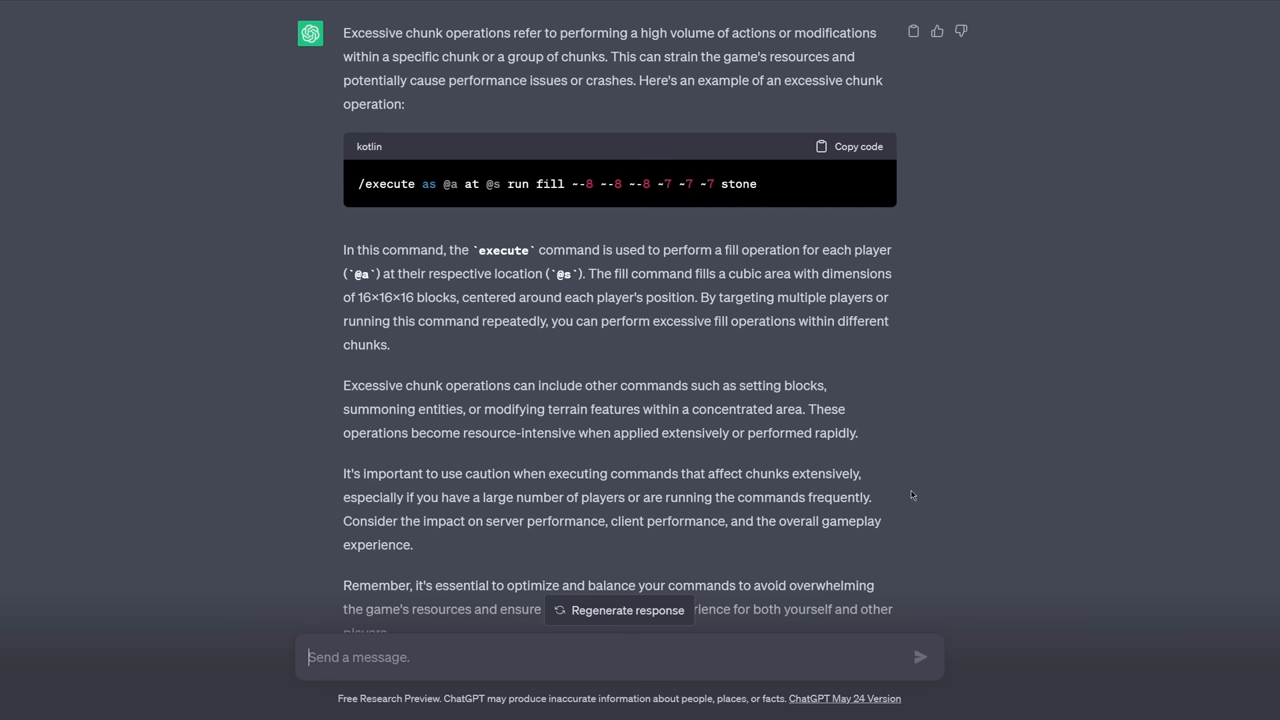 Excessive chunk operations refer to performing a high volume of actions or modifications
within a specific chunk or a group of chunks. This can strain the game's resources and
potentially cause performance issues or crashes. Here's an example of an excessive chunk
operation:
kotlin
Copy code
/execute as @a at @s run fill ~-8 ~-8 ~-8 ~7 ~7 ~7 stone
In this command, the `execute` command is used to perform a fill operation for each player
(`@a`) at their respective location (`@s`). The fill command fills a cubic area with dimensions
of 16×16×16 blocks, centered around each player's position. By targeting multiple players or
running this command repeatedly, you can perform excessive fill operations within different
chunks.
Excessive chunk operations can include other commands such as setting blocks,
summoning entities, or modifying terrain features within a concentrated area. These
operations become resource-intensive when applied extensively or performed rapidly.
It's important to use caution when executing commands that affect chunks extensively,
especially if you have a large number of players or are running the commands frequently.
Consider the impact on server performance, client performance, and the overall gameplay
experience.
Remember, it's essential to optimize and balance your commands to avoid overwhelming
the game's resources and ensure rience for both yourself and other
players.
Regenerate response
Send a message.
Free Research Preview. ChatGPT may produce inaccurate information about people, places, or facts. ChatGPT May 24 Version